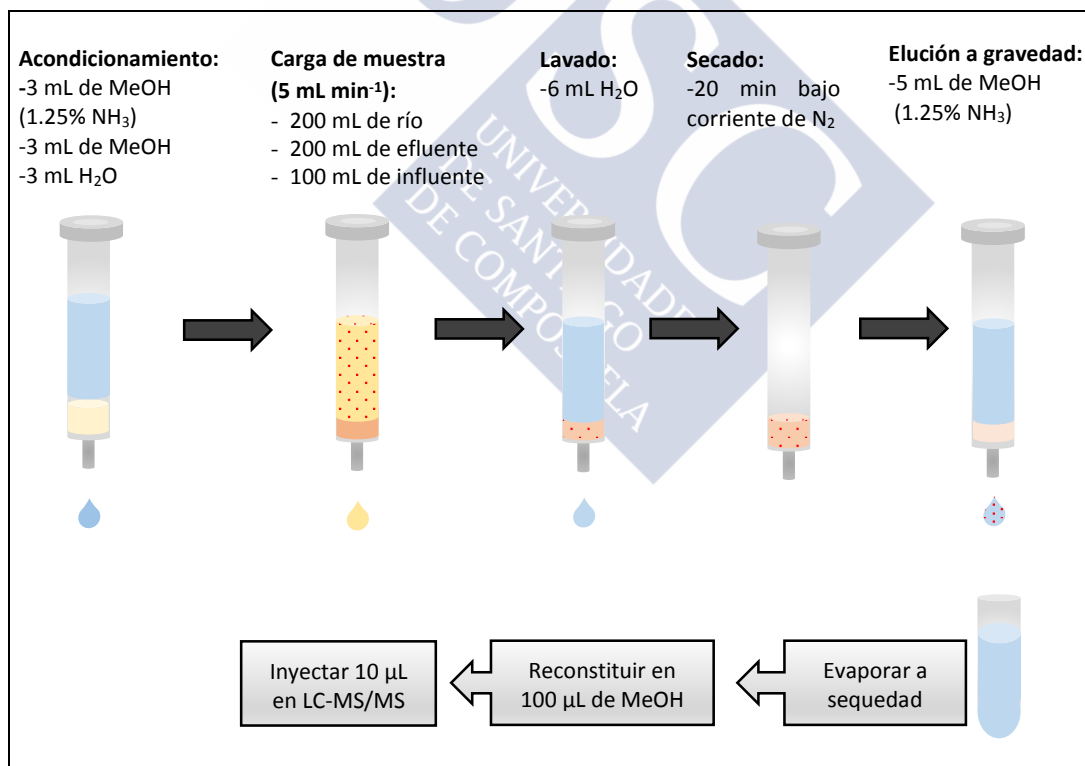 Acondicionamiento:
-3 mL de MeOH
(1.25% NH₃)
-3 mL de MeOH
-3 mL H₂O
Carga de muestra
(5 mL min⁻¹):
- 200 mL de río
- 200 mL de efluente
- 100 mL de influente
Lavado:
-6 mL H₂O
Secado:
-20 min bajo
corriente de N₂
Elución a gravedad:
-5 mL de MeOH
(1.25% NH₃)
USC
UNIVERSIDADE
DE SANTIAGO
DE COMPOSTELA
Inyectar 10 µL
en LC-MS/MS
Reconstituir en
100 µL de MeOH
Evaporar a
sequedad